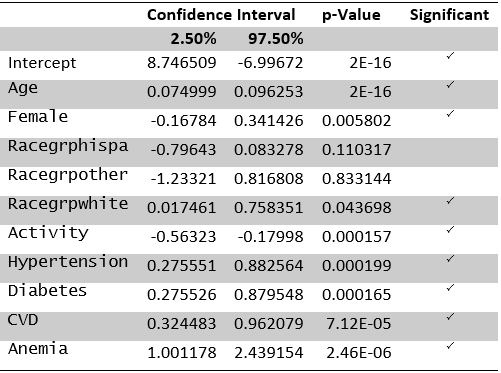 Confidence Interval p-Value Significant
2.50% 97.50%
Intercept 8.746509 -6.99672 2E-16 ✓
Age 0.074999 0.096253 2E-16 ✓
Female -0.16784 0.341426 0.005802 ✓
Racegrphispa -0.79643 0.083278 0.110317
Racegrpother -1.23321 0.816808 0.833144
Racegrpwhite 0.017461 0.758351 0.043698 ✓
Activity -0.56323 -0.17998 0.000157 ✓
Hypertension 0.275551 0.882564 0.000199 ✓
Diabetes 0.275526 0.879548 0.000165 ✓
CVD 0.324483 0.962079 7.12E-05 ✓
Anemia 1.001178 2.439154 2.46E-06 ✓